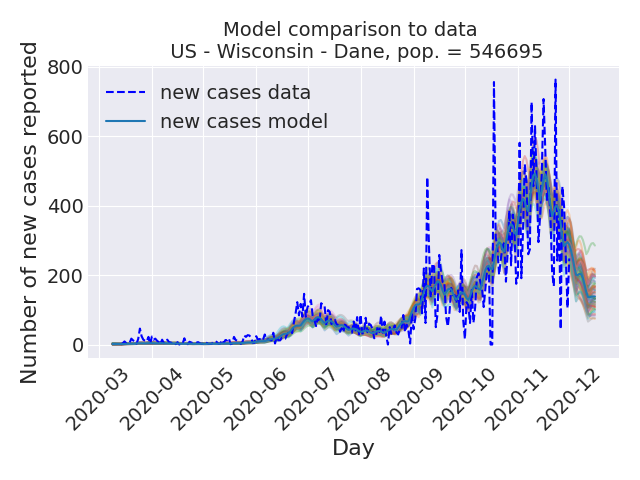 Model comparison to data
US - Wisconsin - Dane, pop. = 546695
Number of new cases reported
800
600
400
200
0
new cases data
new cases model
2020-03
2020-04
2020-05
2020-06
2020-07
2020-08
2020-09
2020-10
2020-11
2020-12
Day